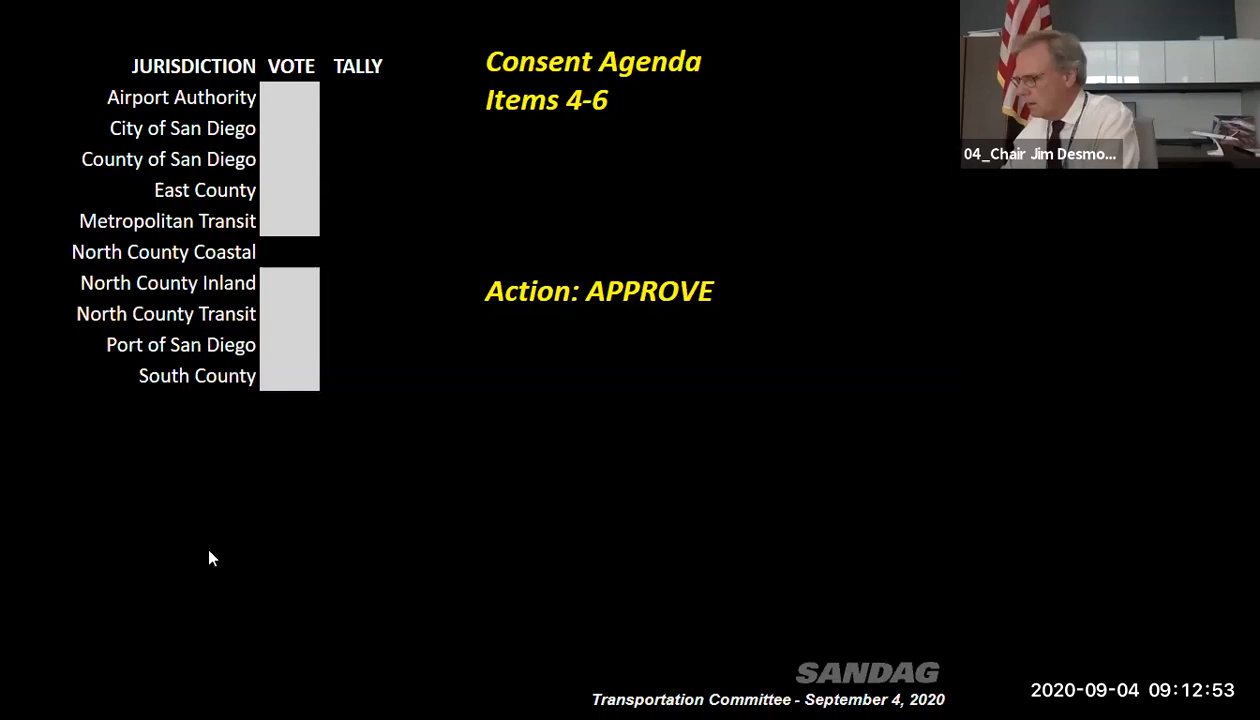 JURISDICTION VOTE TALLY
Airport Authority
City of San Diego
County of San Diego
East County
Metropolitan Transit
North County Coastal
North County Inland
North County Transit
Port of San Diego
South County
Consent Agenda
Items 4-6
Action: APPROVE
04_Chair Jim Desmo...
SANDAG
Transportation Committee - September 4, 2020
2020-09-04 09:12:53